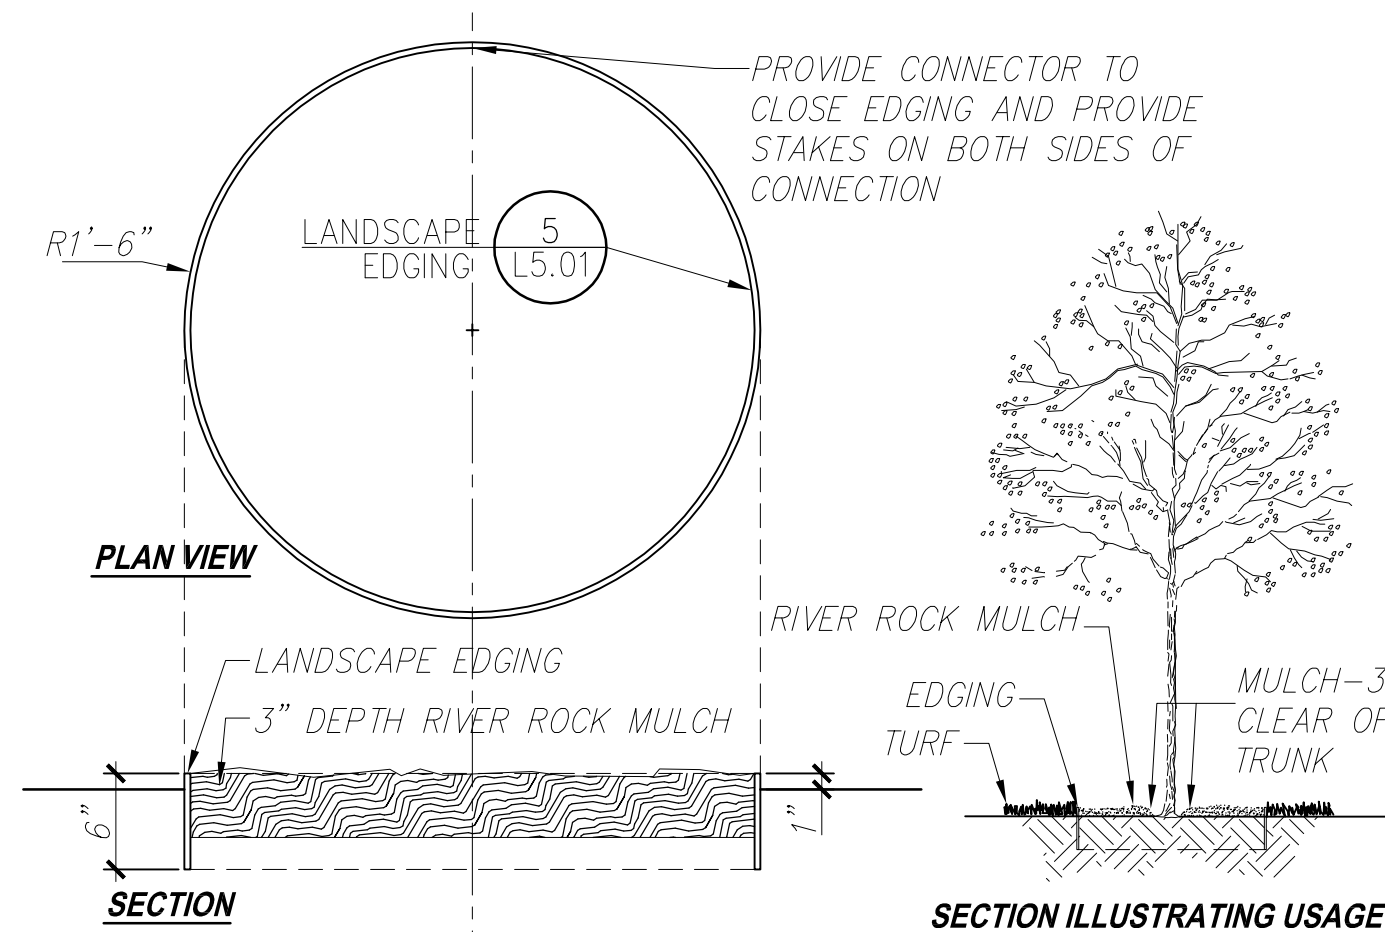 PROVIDE CONNECTOR TO
CLOSE EDGING AND PROVIDE
STAKES ON BOTH SIDES OF
CONNECTION
R1'-6"
LANDSCAPE
EDGING
5
L5.01
PLAN VIEW
LANDSCAPE EDGING
3" DEPTH RIVER ROCK MULCH
6"
1"
SECTION
RIVER ROCK MULCH
EDGING
TURF
MULCH-3
CLEAR OF
TRUNK
SECTION ILLUSTRATING USAGE